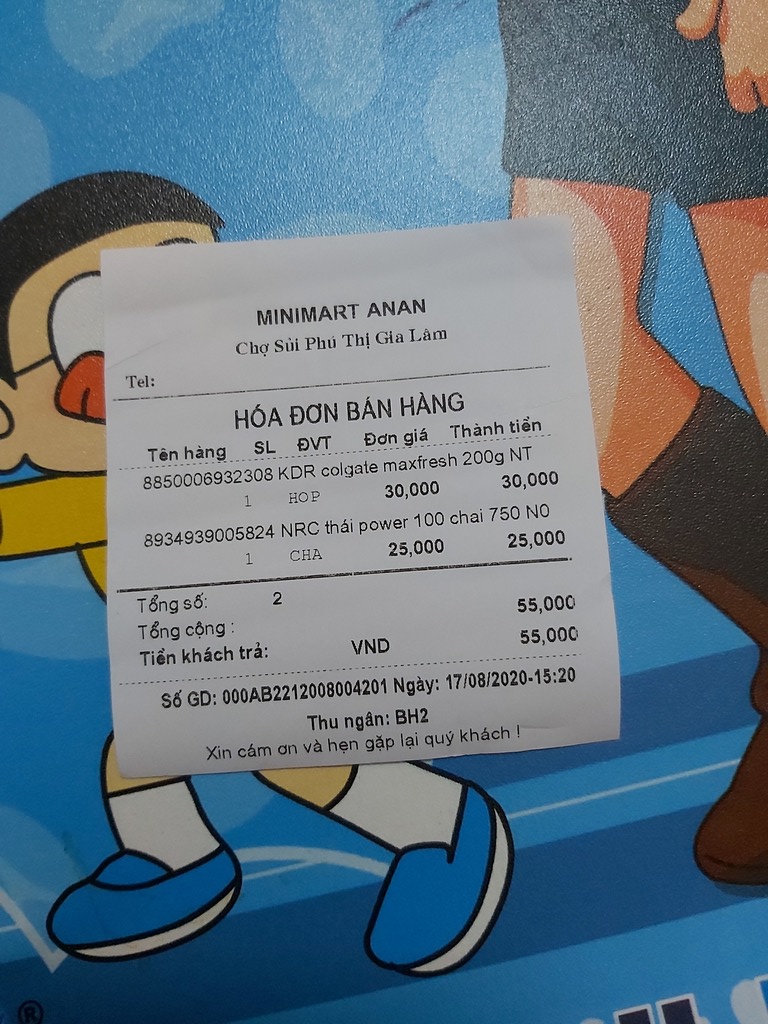 MINIMART ANAN
Chợ Sủi Phú Thị Gia Lâm
Tel:
HÓA ĐƠN BÁN HÀNG
Tên hàng SL ĐVT Đơn giá Thành tiền
8850006932308 KDR colgate maxfresh 200g NT
1 HOP 30,000 30,000
8934939005824 NRC thái power 100 chai 750 N0
1 CHA 25,000 25,000
Tổng số: 2
Tổng cộng : 55,000
Tiền khách trả: VND 55,000
Số GD: 000AB2212008004201 Ngày: 17/08/2020-15:20
Thu ngân: BH2
Xin cám ơn và hẹn gặp lại quý khách !
®